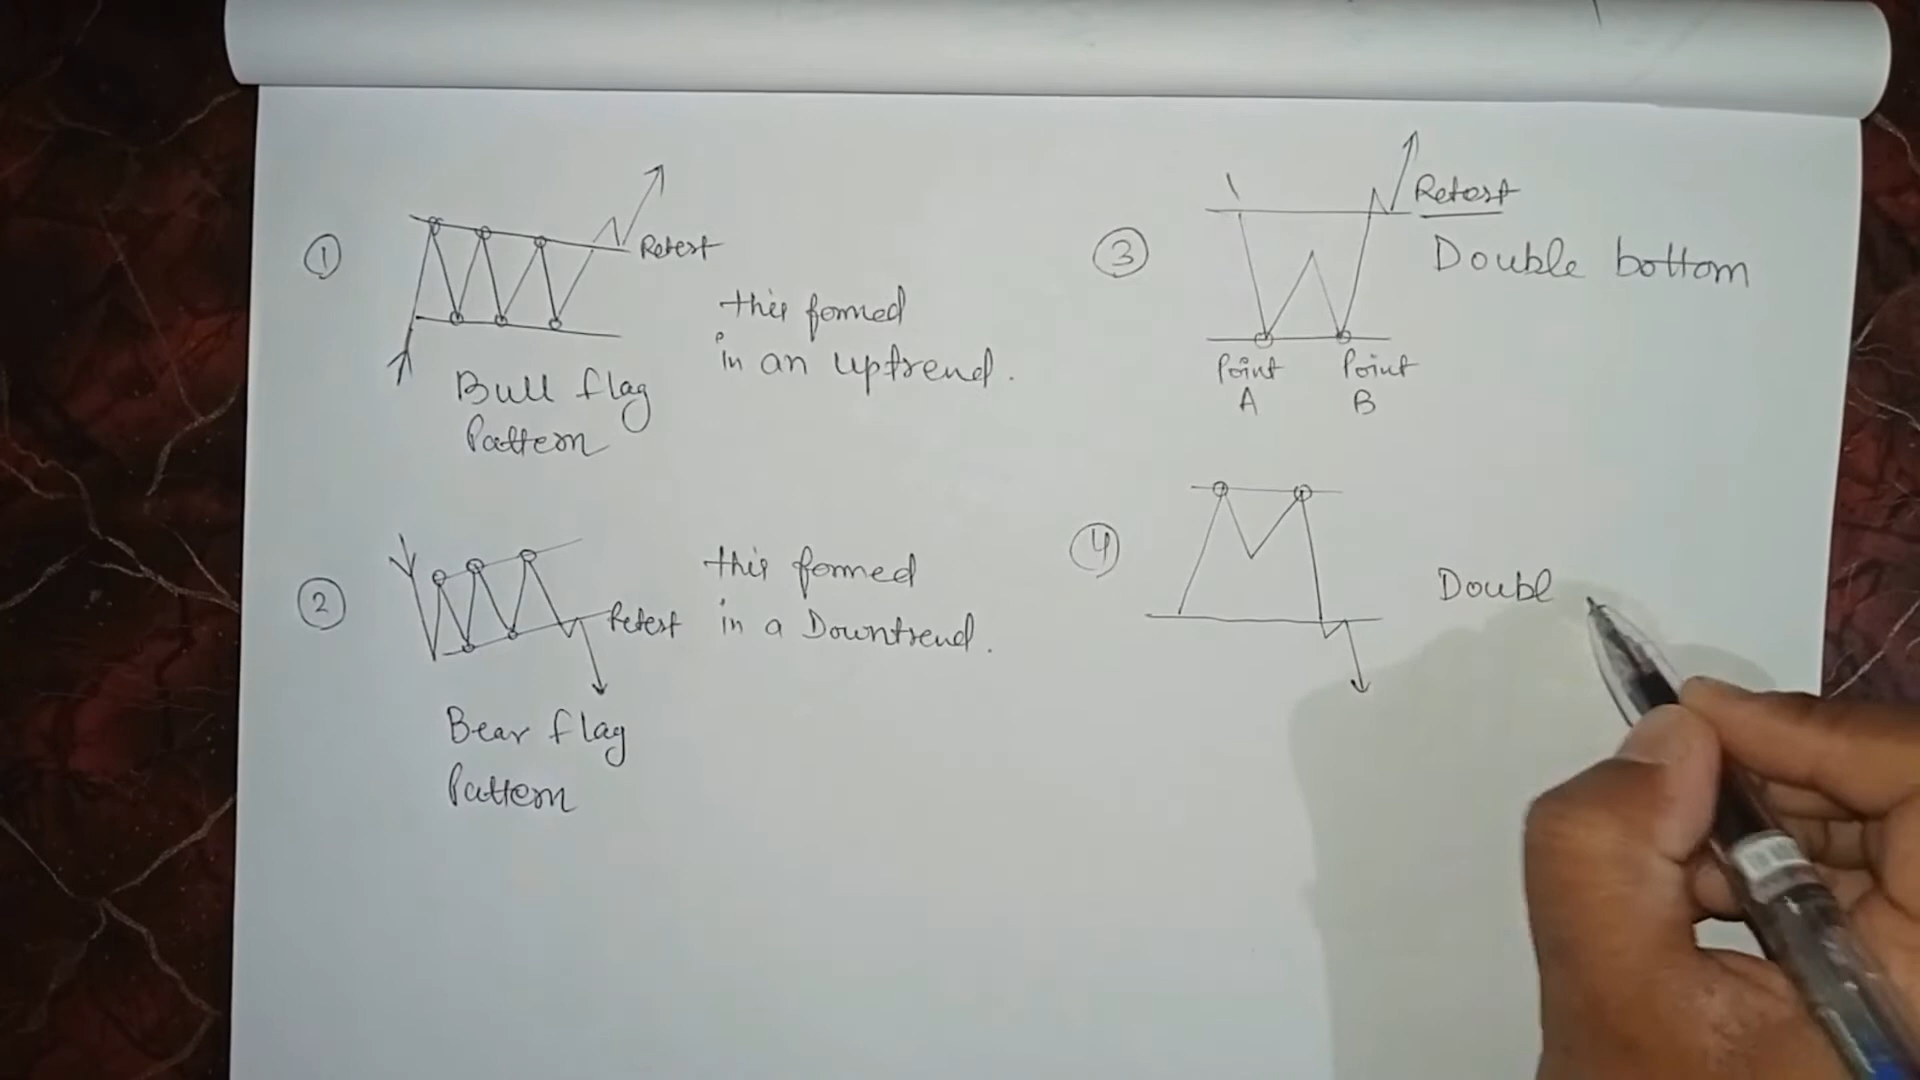 1
Retest
this formed
in an uptrend.
Bull flag
Pattern
2
Retest
this formed
in a Downtrend.
Bear flag
Pattern
3
Retest
Double bottom
Point
A
Point
B
4
Doubl